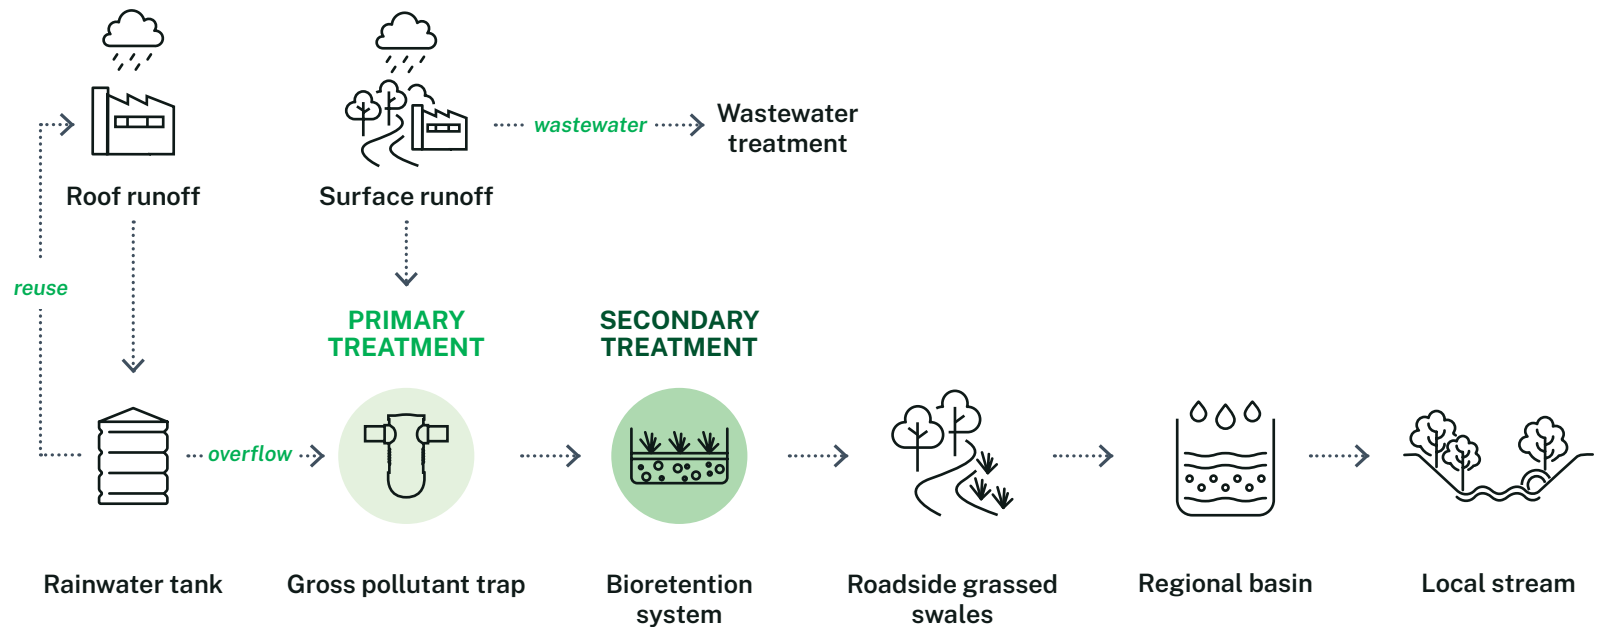 wastewater
Wastewater
treatment
Roof runoff
Surface runoff
reuse
PRIMARY
TREATMENT
SECONDARY
TREATMENT
overflow
Rainwater tank
Gross pollutant trap
Bioretention
system
Roadside grassed
swales
Regional basin
Local stream